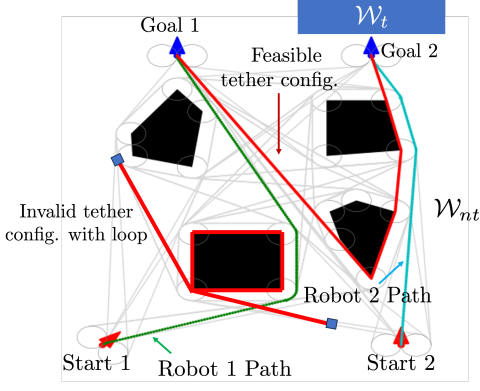 𝒲t
Goal 1
Goal 2
Feasible
tether config.
Invalid tether
config. with loop
𝒲nt
Robot 2 Path
Start 1
Start 2
Robot 1 Path